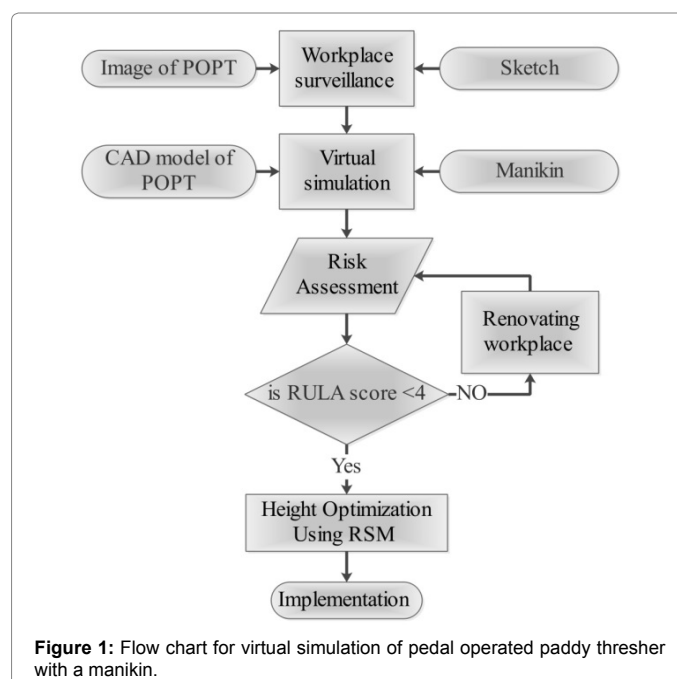 Image of POPT
Workplace
surveillance
Sketch
CAD model of
POPT
Virtual
simulation
Manikin
Risk
Assessment
Renovating
workplace
is RULA score <4
NO
Yes
Height Optimization
Using RSM
Implementation
Figure 1: Flow chart for virtual simulation of pedal operated paddy thresher
with a manikin.